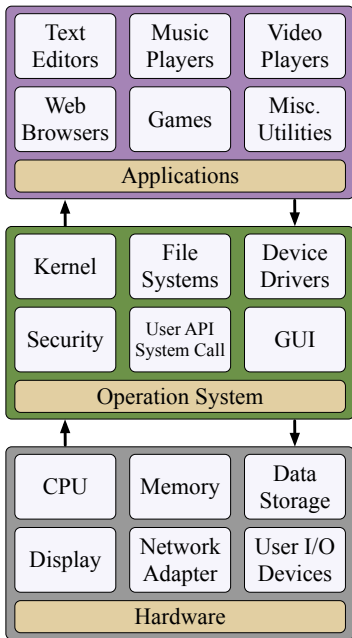 Text
Editors
Music
Players
Video
Players
Web
Browsers
Games
Misc.
Utilities
Applications
Kernel
File
Systems
Device
Drivers
Security
User API
System Call
GUI
Operation System
CPU
Memory
Data
Storage
Display
Network
Adapter
User I/O
Devices
Hardware